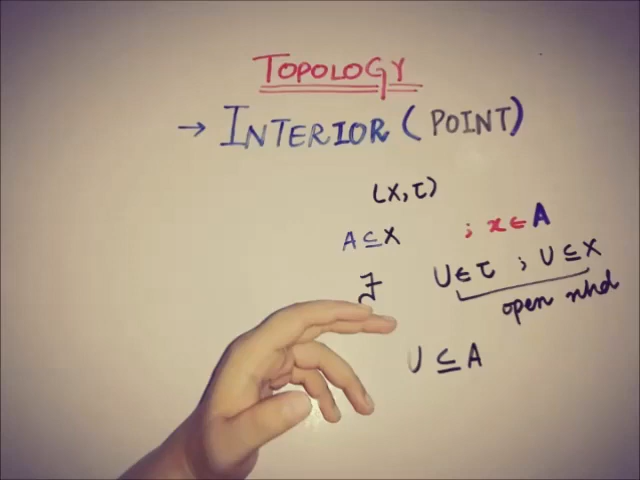 TOPOLOGY
→ INTERIOR (POINT)
(X, τ)
A ⊆ X ; x ∈ A
∃ U ∈ τ ; U ⊆ X
open nhd
U ⊆ A